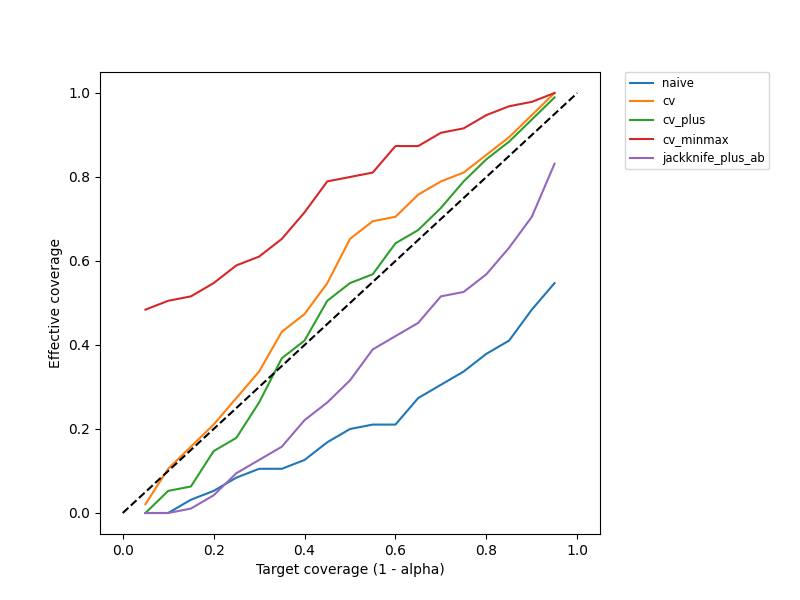 naive
cv
cv_plus
cv_minmax
jackknife_plus_ab
Effective coverage
1.0
0.8
0.6
0.4
0.2
0.0
0.0 0.2 0.4 0.6 0.8 1.0
Target coverage (1 - alpha)